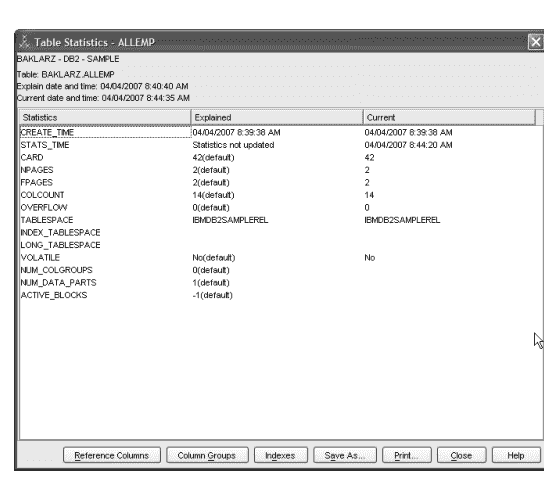 Table Statistics - ALLEMP
BAKLARZ - DB2 - SAMPLE
Table: BAKLARZ.ALLEMP
Explain date and time: 04/04/2007 8:40:40 AM
Current date and time: 04/04/2007 8:44:35 AM
Statistics Explained Current
CREATE_TIME 04/04/2007 8:39:38 AM 04/04/2007 8:39:38 AM
STATS_TIME Statistics not updated 04/04/2007 8:44:20 AM
CARD 42(default) 42
NPAGES 2(default) 2
FPAGES 2(default) 2
COLCOUNT 14(default) 14
OVERFLOW 0(default) 0
TABLESPACE IBMDB2SAMPLEREL IBMDB2SAMPLEREL
INDEX_TABLESPACE
LONG_TABLESPACE
VOLATILE No(default) No
NUM_COLGROUPS 0(default)
NUM_DATA_PARTS 1(default)
ACTIVE_BLOCKS -1(default)
Reference Columns Column Groups Indexes Save As... Print... Close Help